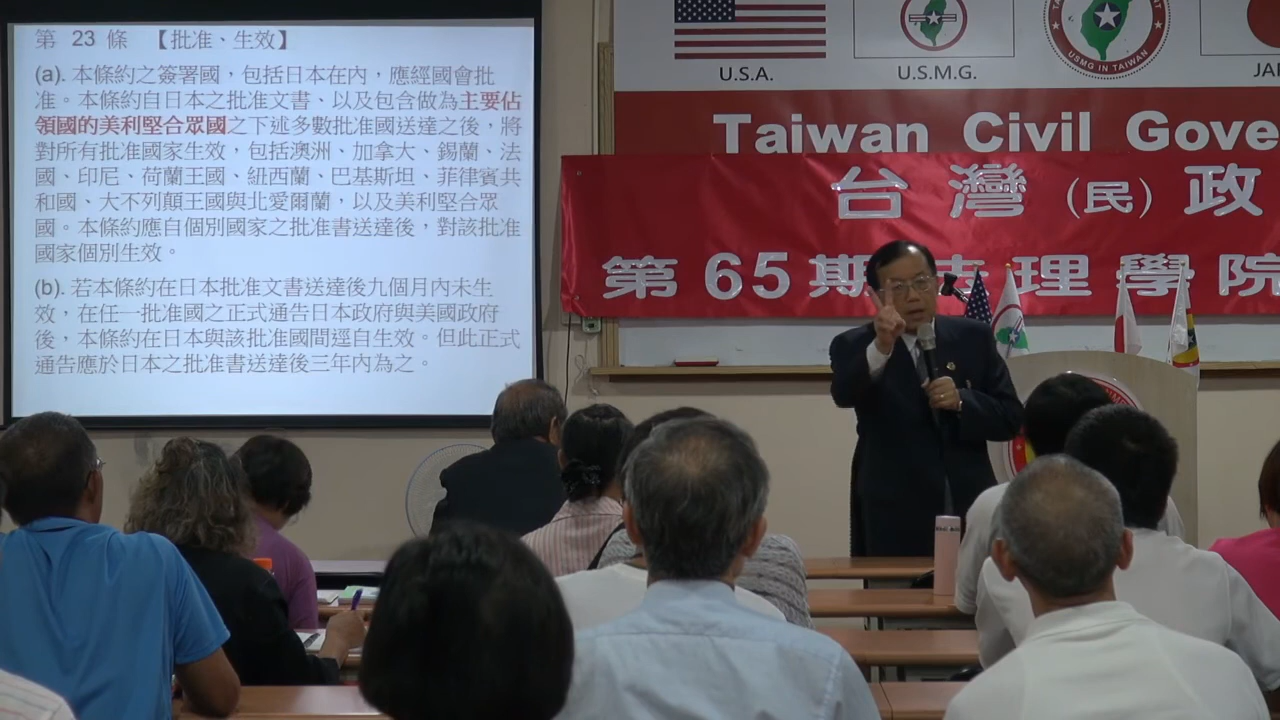 第 23 條 【批准、生效】
(a). 本條約之簽署國，包括日本在內，應經國會批
准。本條約自日本之批准文書、以及包含做為主要佔
領國的美利堅合眾國之下述多數批准國送達之後，將
對所有批准國家生效，包括澳洲、加拿大、錫蘭、法
國、印尼、荷蘭王國、紐西蘭、巴基斯坦、菲律賓共
和國、大不列顛王國與北愛爾蘭，以及美利堅合眾
國。本條約應自個別國家之批准書送達後，對該批准
國家個別生效。
(b). 若本條約在日本批准文書送達後九個月內未生
效，在任一批准國之正式通告日本政府與美國政府
後，本條約在日本與該批准國間逕自生效。但此正式
通告應於日本之批准書送達後三年內為之。
U.S.A.
U.S.M.G.
USMG IN TAIWAN
JAP
Taiwan Civil Gove
台灣(民)政
第65期 法理學院